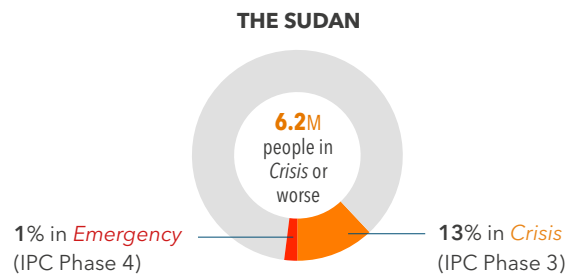 THE SUDAN
6.2M
people in
Crisis or
worse
1% in Emergency
(IPC Phase 4)
13% in Crisis
(IPC Phase 3)